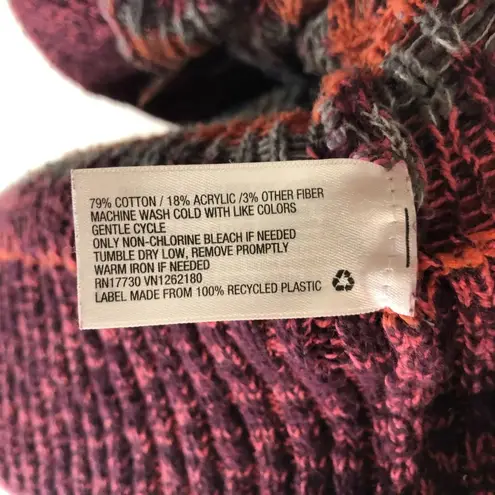 79% COTTON / 18% ACRYLIC /3% OTHER FIBER
MACHINE WASH COLD WITH LIKE COLORS
GENTLE CYCLE
ONLY NON-CHLORINE BLEACH IF NEEDED
TUMBLE DRY LOW, REMOVE PROMPTLY
WARM IRON IF NEEDED
RN17730 VN1262180
LABEL MADE FROM 100% RECYCLED PLASTIC